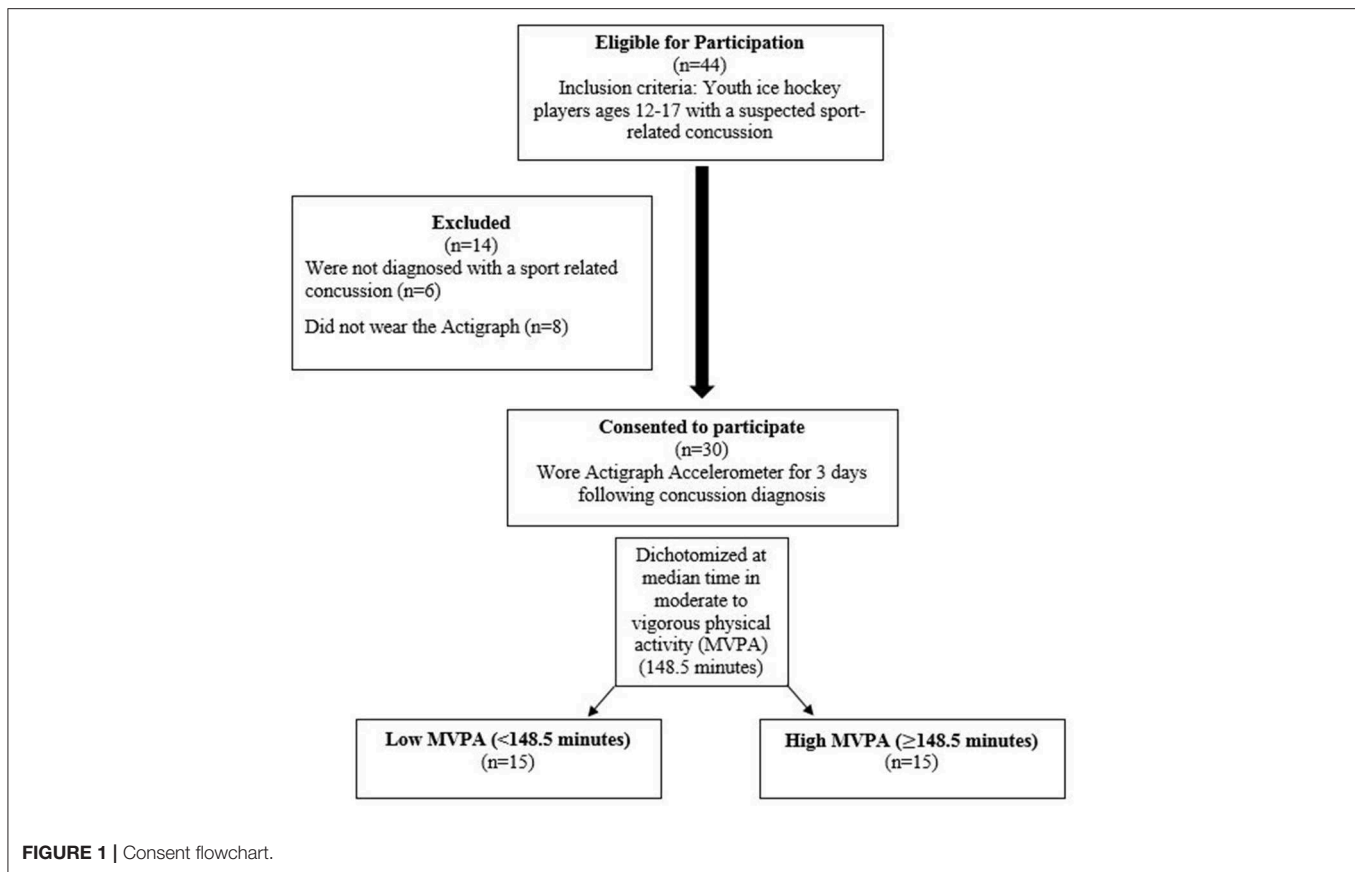 Eligible for Participation
(n=44)
Inclusion criteria: Youth ice hockey
players ages 12-17 with a suspected sport-
related concussion
Excluded
(n=14)
Were not diagnosed with a sport related
concussion (n=6)
Did not wear the Actigraph (n=8)
Consented to participate
(n=30)
Wore Actigraph Accelerometer for 3 days
following concussion diagnosis
Dichotomized at
median time in
moderate to
vigorous physical
activity (MVPA)
(148.5 minutes)
Low MVPA (<148.5 minutes)
(n=15)
High MVPA (≥148.5 minutes)
(n=15)
FIGURE 1 | Consent flowchart.